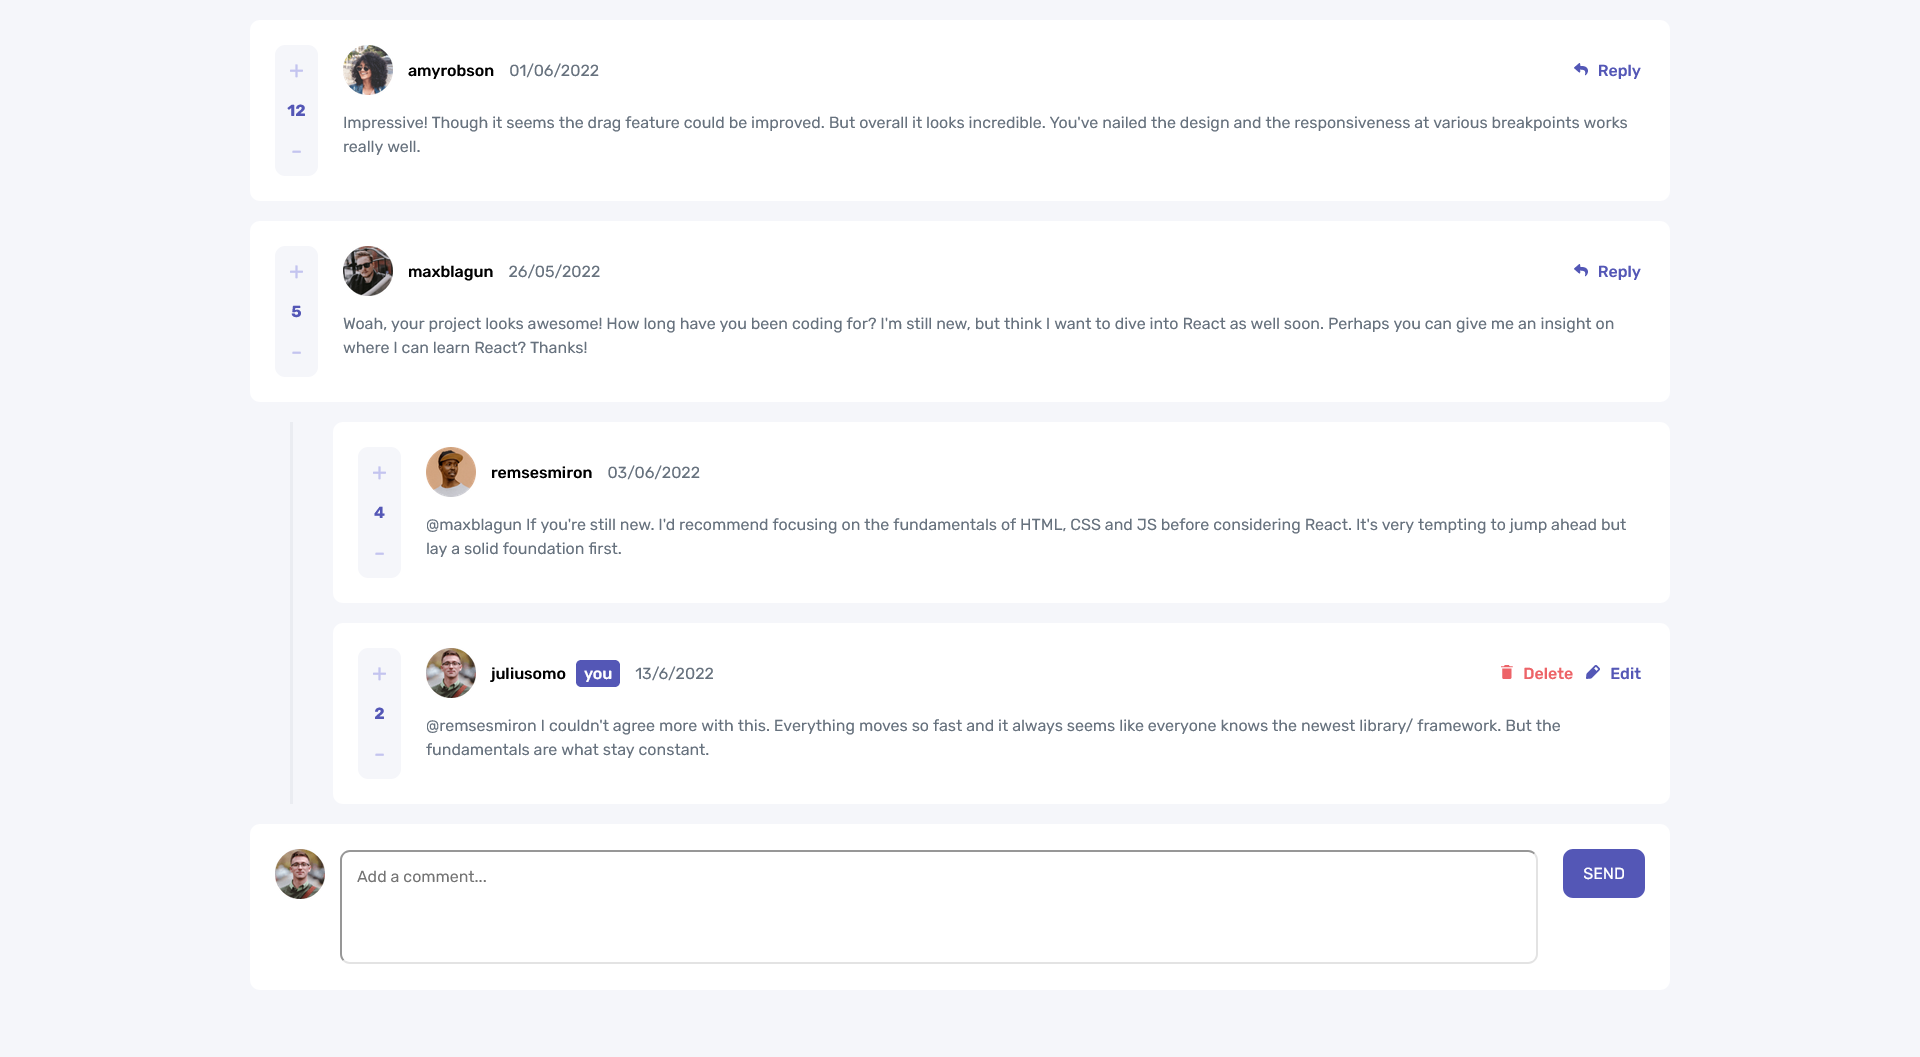 +
amyrobson 01/06/2022 Reply
12
Impressive! Though it seems the drag feature could be improved. But overall it looks incredible. You've nailed the design and the responsiveness at various breakpoints works
really well.
-
+
maxblagun 26/05/2022 Reply
5
Woah, your project looks awesome! How long have you been coding for? I'm still new, but think I want to dive into React as well soon. Perhaps you can give me an insight on
where I can learn React? Thanks!
-
+
remsesmiron 03/06/2022
4
@maxblagun If you're still new. I'd recommend focusing on the fundamentals of HTML, CSS and JS before considering React. It's very tempting to jump ahead but
lay a solid foundation first.
-
+
juliusomo you 13/6/2022 Delete Edit
2
@remsesmiron I couldn't agree more with this. Everything moves so fast and it always seems like everyone knows the newest library/ framework. But the
fundamentals are what stay constant.
-
Add a comment...
SEND